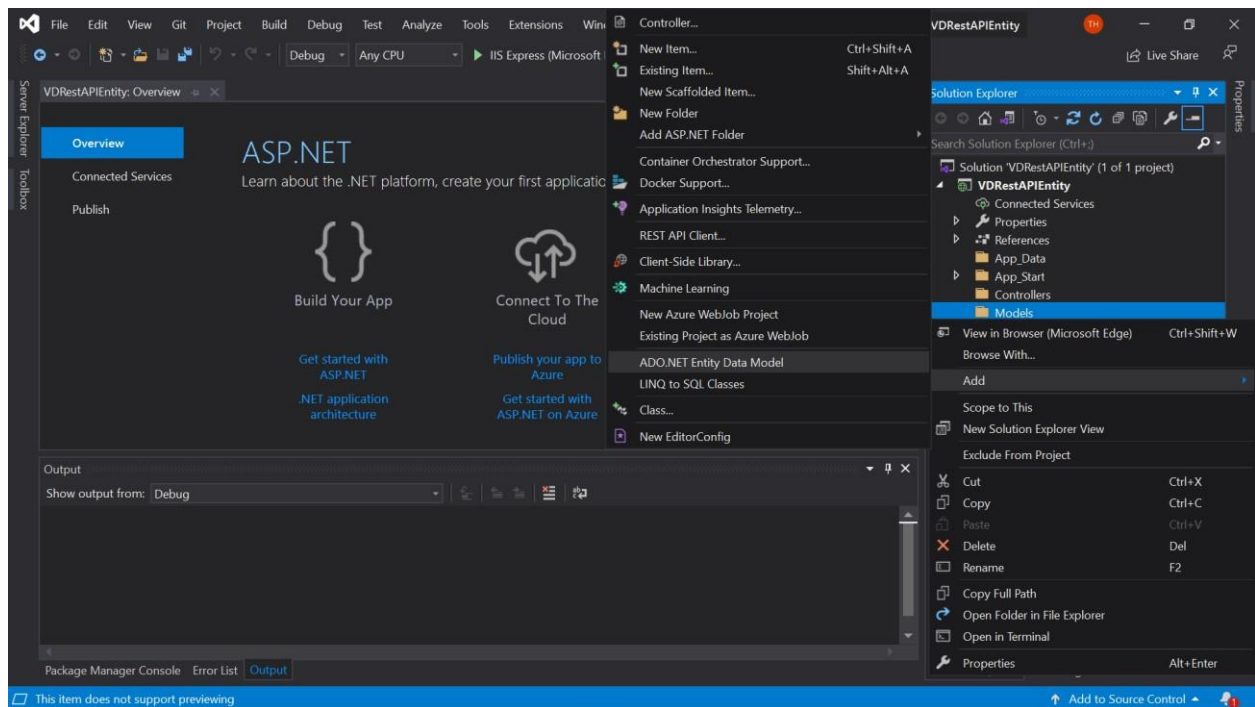 File Edit View Git Project Build Debug Test Analyze Tools Extensions VDRestAPIEntity TH
Debug Any CPU IIS Express (Microsoft Live Share
Server Explorer
Toolbox
VDRestAPIEntity: Overview
Overview
Connected Services
Publish
ASP.NET
Learn about the .NET platform, create your first
Build Your App
Connect To The
Cloud
Get started with
ASP.NET
Publish your app to
Azure
.NET application
architecture
Get started with
ASP.NET on Azure
Output
Show output from: Debug
Package Manager Console Error List Output
This item does not support previewing
Add to Source Control
1
Controller...
New Item... Ctrl+Shift+A
Existing Item... Shift+Alt+A
New Scaffolded Item...
New Folder
Add ASP.NET Folder
Container Orchestrator Support...
Docker Support...
Application Insights Telemetry...
REST API Client...
Client-Side Library...
Machine Learning
New Azure WebJob Project
Existing Project as Azure WebJob
ADO.NET Entity Data Model
LINQ to SQL Classes
Class...
New EditorConfig
Solution Explorer
Search Solution Explorer (Ctrl+;)
Solution 'VDRestAPIEntity' (1 of 1 project)
VDRestAPIEntity
Connected Services
Properties
References
App_Data
App_Start
Controllers
Models
View in Browser (Microsoft Edge) Ctrl+Shift+W
Browse With...
Add
Scope to This
New Solution Explorer View
Exclude From Project
Cut Ctrl+X
Copy Ctrl+C
Paste Ctrl+V
Delete Del
Rename F2
Copy Full Path
Open Folder in File Explorer
Open in Terminal
Properties Alt+Enter
Properties